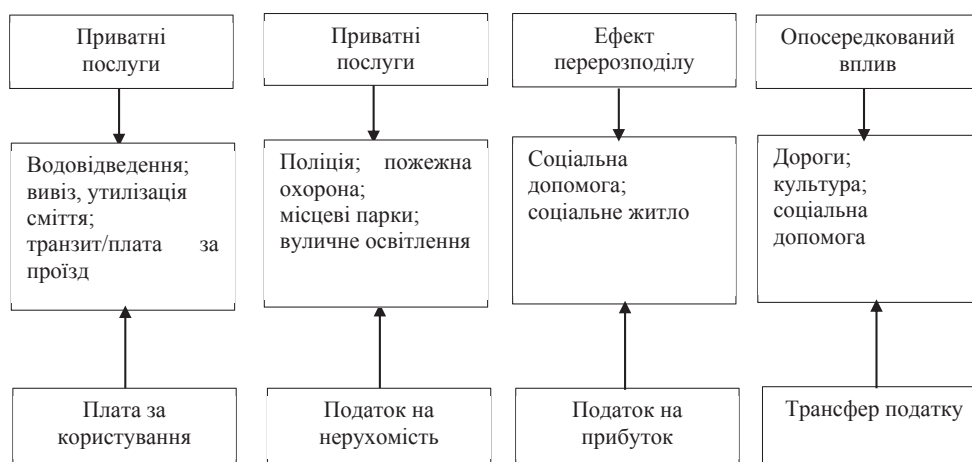 Приватні
послуги
Приватні
послуги
Ефект
перерозподілу
Опосередкований
вплив
Водовідведення;
вивіз, утилізація
сміття;
транзит/плата за
проїзд
Поліція; пожежна
охорона;
місцеві парки;
вуличне освітлення
Соціальна
допомога;
соціальне житло
Дороги;
культура;
соціальна
допомога
Плата за
користування
Податок на
нерухомість
Податок на
прибуток
Трансфер податку